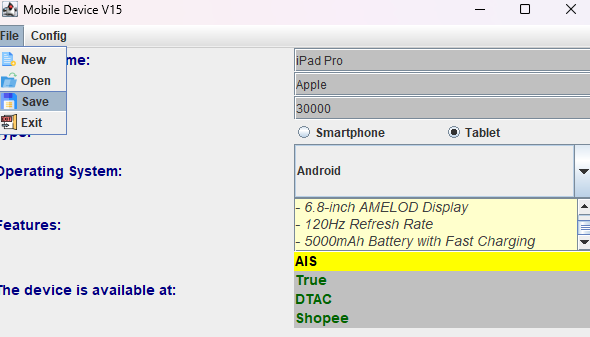 Mobile Device V15
File Config
New
Open
Save
Exit
me:
iPad Pro
Apple
30000
Smartphone Tablet
Operating System:
Android
Features:
- 6.8-inch AMELOD Display
- 120Hz Refresh Rate
- 5000mAh Battery with Fast Charging
The device is available at:
AIS
True
DTAC
Shopee